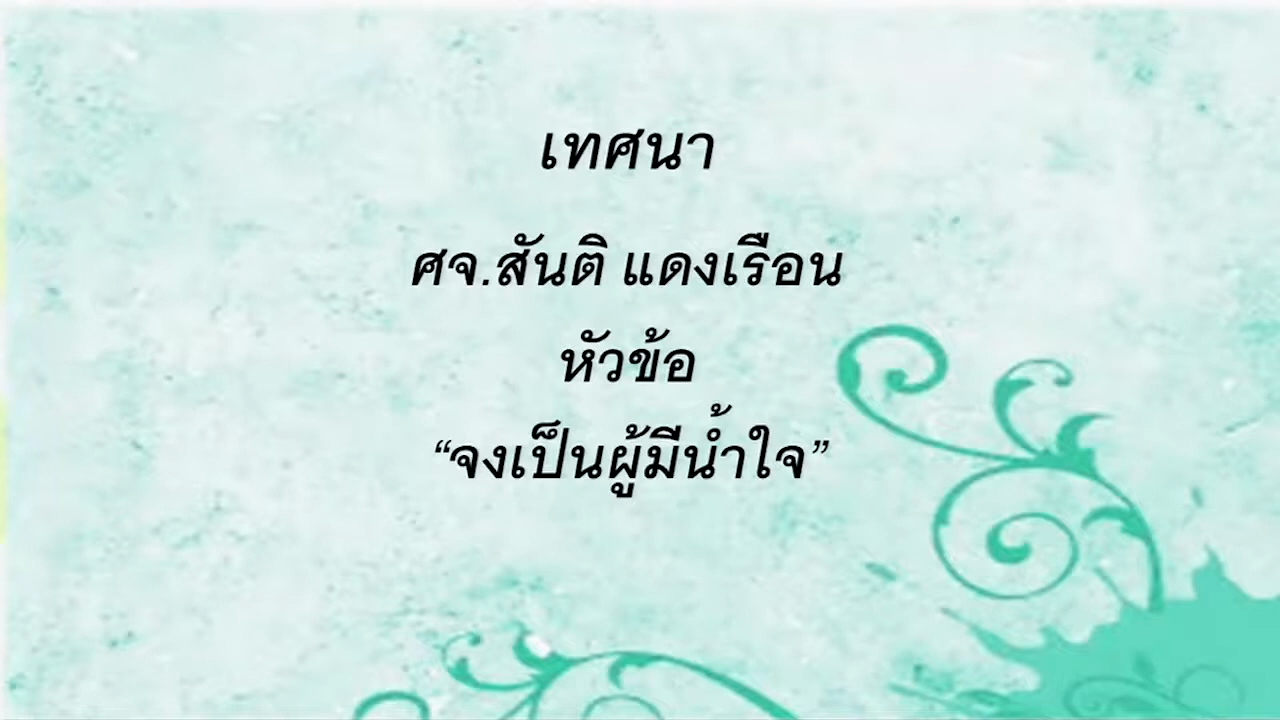 เทศนา
ศจ.สันติ แดงเรือน
หัวข้อ
“จงเป็นผู้มีน้ำใจ”